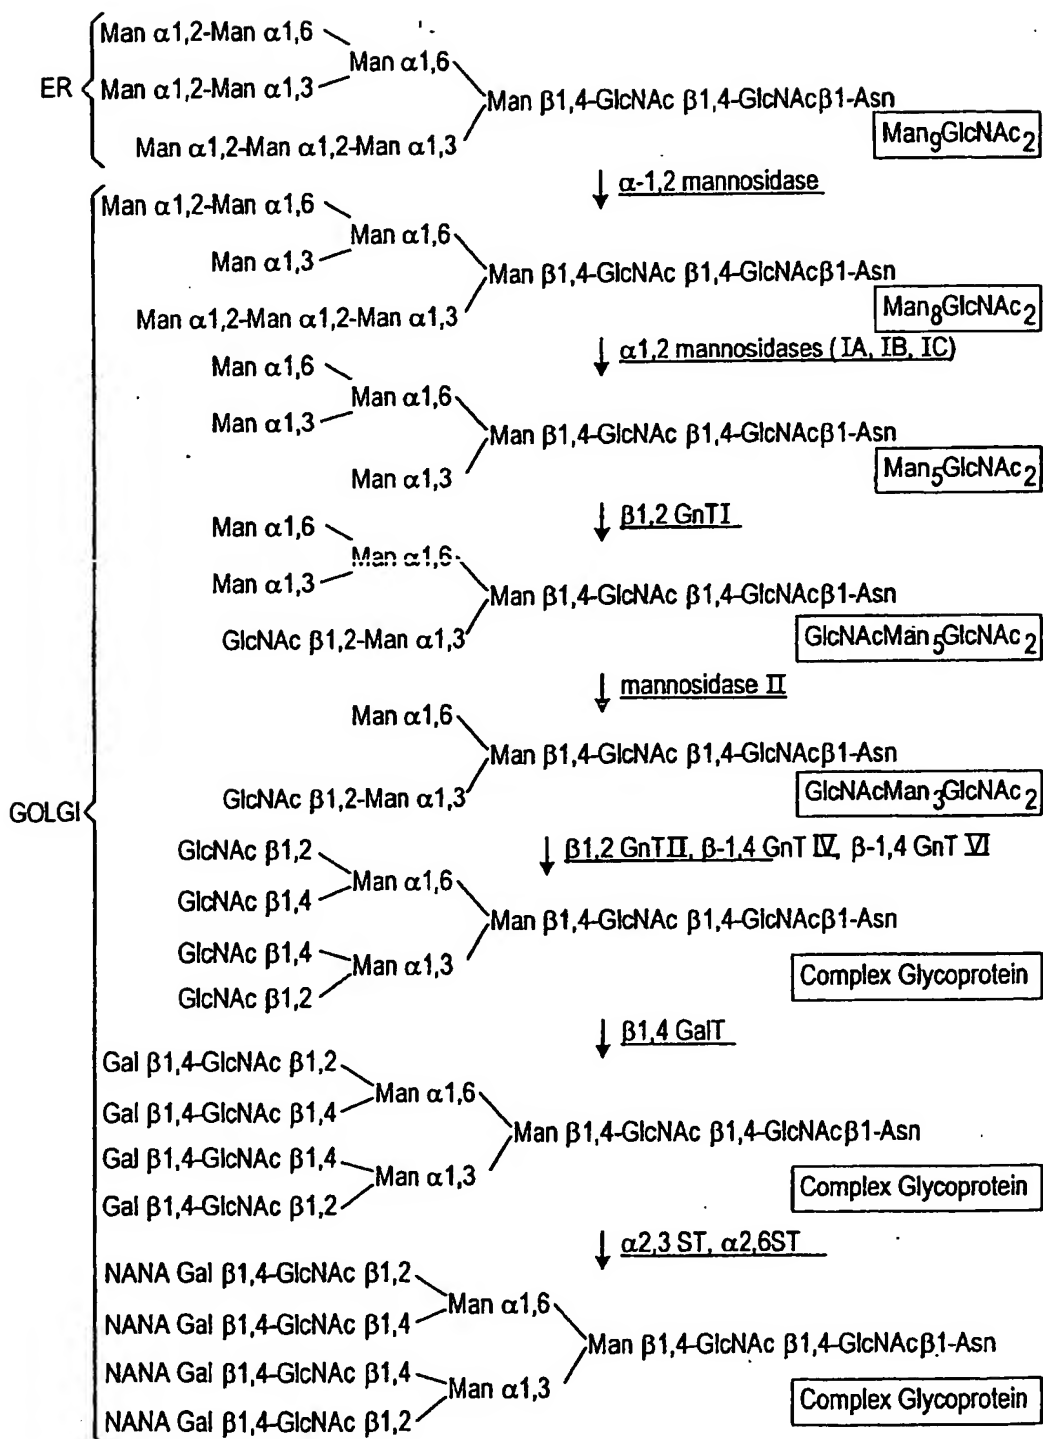 ER
Man α1,2-Man α1,6
Man α1,6
Man α1,2-Man α1,3
Man β1,4-GlcNAc β1,4-GlcNAcβ1-Asn
Man α1,2-Man α1,2-Man α1,3
Man9GlcNAc2
α-1,2 mannosidase
GOLGI
Man α1,2-Man α1,6
Man α1,6
Man α1,3
Man β1,4-GlcNAc β1,4-GlcNAcβ1-Asn
Man α1,2-Man α1,2-Man α1,3
Man8GlcNAc2
α1,2 mannosidases (IA, IB, IC)
Man α1,6
Man α1,6
Man α1,3
Man β1,4-GlcNAc β1,4-GlcNAcβ1-Asn
Man α1,3
Man5GlcNAc2
β1,2 GnTI
Man α1,6
Man α1,6
Man α1,3
Man β1,4-GlcNAc β1,4-GlcNAcβ1-Asn
GlcNAc β1,2-Man α1,3
GlcNAcMan5GlcNAc2
mannosidase II
Man α1,6
Man β1,4-GlcNAc β1,4-GlcNAcβ1-Asn
GlcNAc β1,2-Man α1,3
GlcNAcMan3GlcNAc2
β1,2 GnTII, β-1,4 GnT IV, β-1,4 GnT VI
GlcNAc β1,2
Man α1,6
GlcNAc β1,4
Man β1,4-GlcNAc β1,4-GlcNAcβ1-Asn
GlcNAc β1,4
Man α1,3
GlcNAc β1,2
Complex Glycoprotein
β1,4 GalT
Gal β1,4-GlcNAc β1,2
Man α1,6
Gal β1,4-GlcNAc β1,4
Man β1,4-GlcNAc β1,4-GlcNAcβ1-Asn
Gal β1,4-GlcNAc β1,4
Man α1,3
Gal β1,4-GlcNAc β1,2
Complex Glycoprotein
α2,3 ST, α2,6ST
NANA Gal β1,4-GlcNAc β1,2
Man α1,6
NANA Gal β1,4-GlcNAc β1,4
Man β1,4-GlcNAc β1,4-GlcNAcβ1-Asn
NANA Gal β1,4-GlcNAc β1,4
Man α1,3
NANA Gal β1,4-GlcNAc β1,2
Complex Glycoprotein